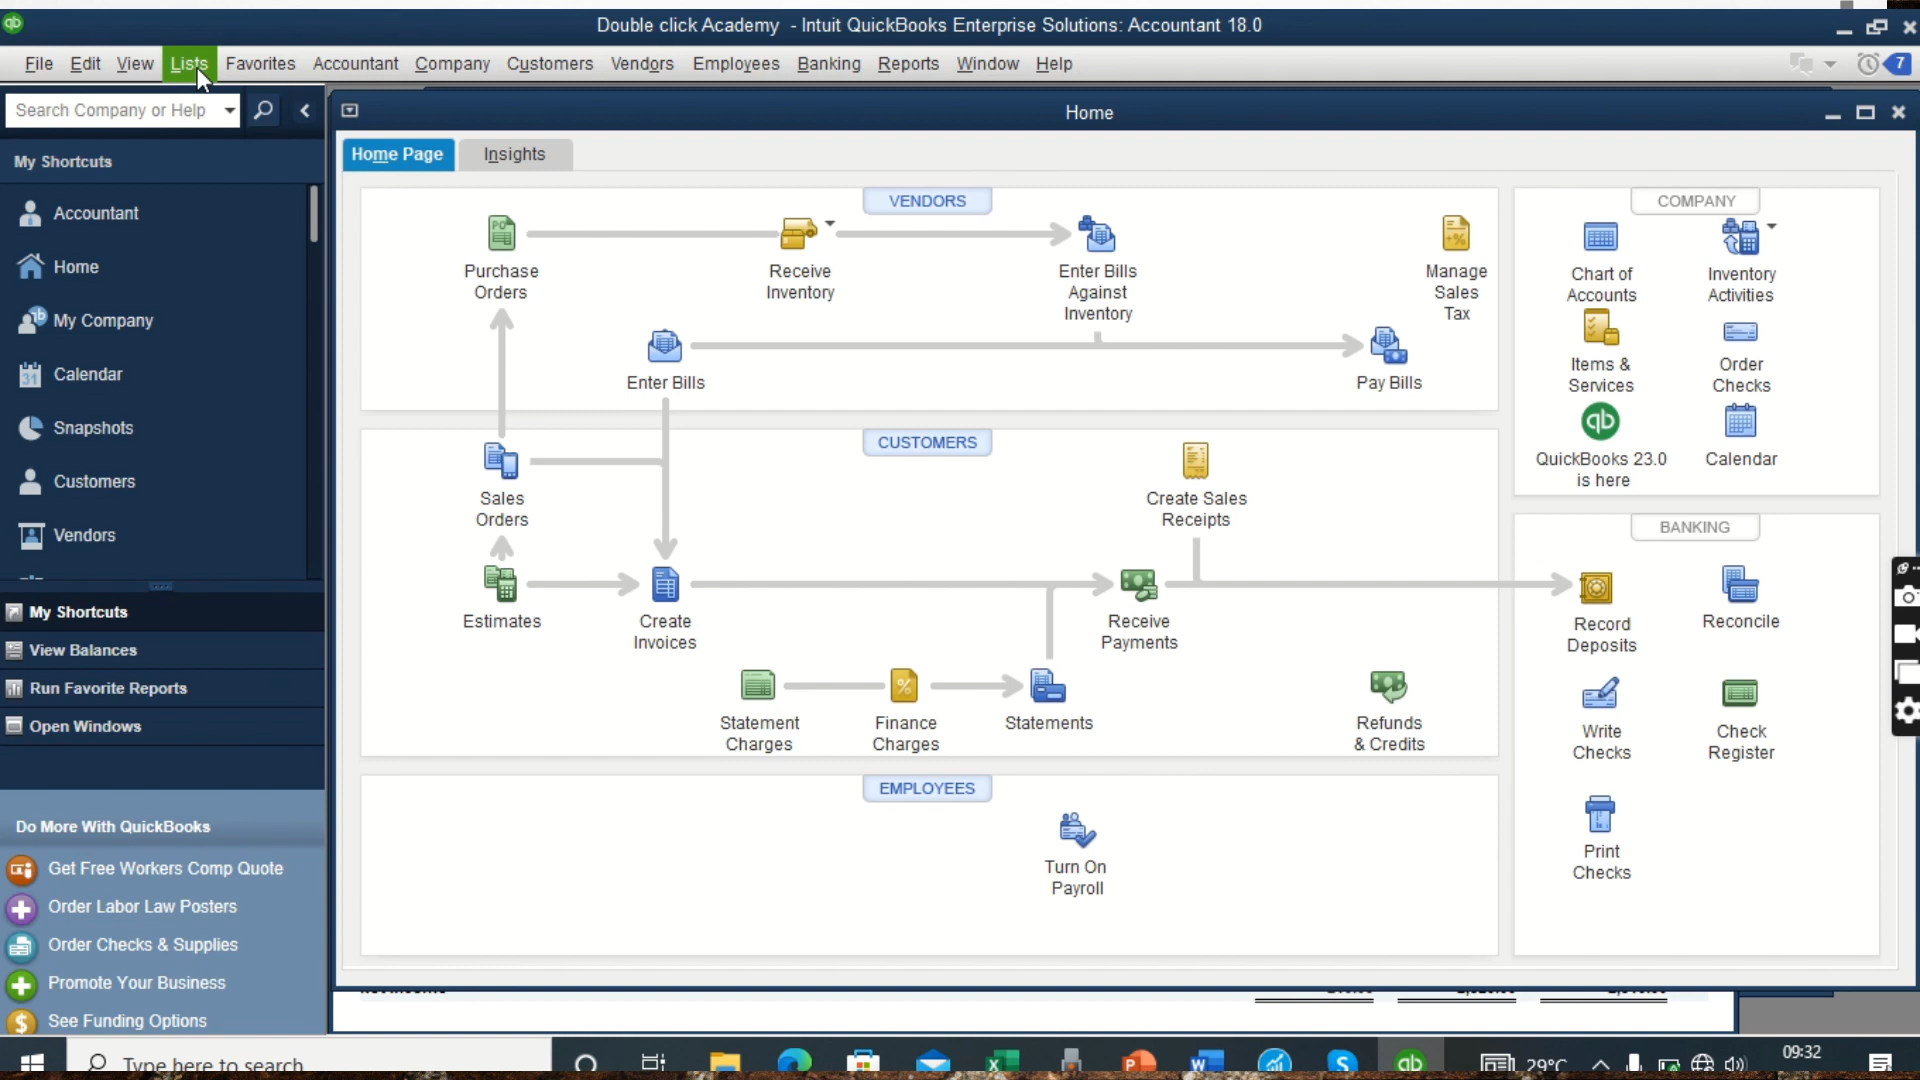 Double click Academy - Intuit QuickBooks Enterprise Solutions: Accountant 18.0
File Edit View Lists Favorites Accountant Company Customers Vendors Employees Banking Reports Window Help
7
Search Company or Help
Home
Home Page
Insights
My Shortcuts
Accountant
Home
My Company
Calendar
Snapshots
Customers
Vendors
My Shortcuts
View Balances
Run Favorite Reports
Open Windows
Do More With QuickBooks
Get Free Workers Comp Quote
Order Labor Law Posters
Order Checks & Supplies
Promote Your Business
See Funding Options
VENDORS
Purchase
Orders
Receive
Inventory
Enter Bills
Against
Inventory
Manage
Sales
Tax
Enter Bills
Pay Bills
CUSTOMERS
Sales
Orders
Create Sales
Receipts
Estimates
Create
Invoices
Receive
Payments
Statement
Charges
Finance
Charges
Statements
Refunds
& Credits
EMPLOYEES
Turn On
Payroll
COMPANY
Chart of
Accounts
Inventory
Activities
Items &
Services
Order
Checks
QuickBooks 23.0
is here
Calendar
BANKING
Record
Deposits
Reconcile
Write
Checks
Check
Register
Print
Checks
Type here to search
29°C
09:32